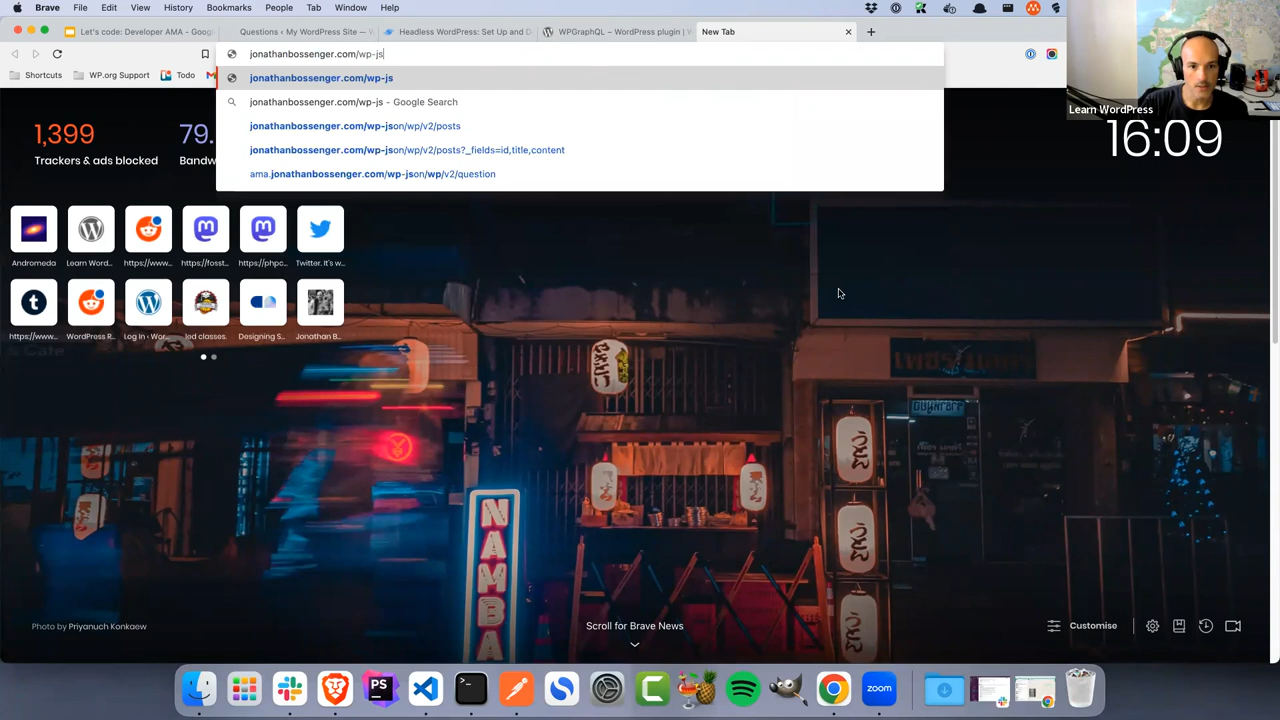 Brave File Edit View History Bookmarks People Tab Window Help
Let's code: Developer AMA - Googl
Questions ‹ My WordPress Site —
Headless WordPress: Set Up and D
WPGraphQL – WordPress plugin | W
New Tab
jonathanbossenger.com/wp-js
Shortcuts
WP.org Support
Todo
jonathanbossenger.com/wp-js
jonathanbossenger.com/wp-js - Google Search
jonathanbossenger.com/wp-json/wp/v2/posts
jonathanbossenger.com/wp-json/wp/v2/posts?_fields=id,title,content
ama.jonathanbossenger.com/wp-json/wp/v2/question
Learn WordPress
1,399
Trackers & ads blocked
79.
Bandw
16:09
Andromeda
Learn Word...
https://www...
https://fosst...
https://phpc...
Twitter. It's w...
https://www...
WordPress R...
Log In ‹ Wor...
led classes.
Designing S...
Jonathan B...
NAMBA
Photo by Priyanuch Konkaew
Scroll for Brave News
Customise
PS
zoom